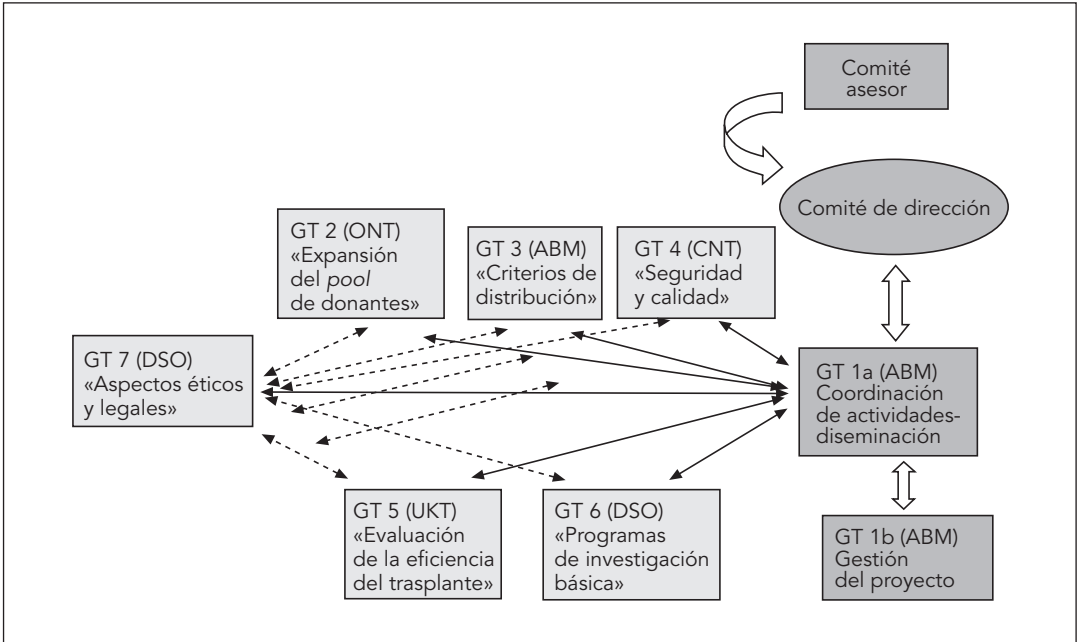 Comité
asesor
Comité de dirección
GT 2 (ONT)
«Expansión
del pool
de donantes»
GT 3 (ABM)
«Criterios de
distribución»
GT 4 (CNT)
«Seguridad
y calidad»
GT 7 (DSO)
«Aspectos éticos
y legales»
GT 1a (ABM)
Coordinación
de actividades-
diseminación
GT 5 (UKT)
«Evaluación
de la eficiencia
del trasplante»
GT 6 (DSO)
«Programas
de investigación
básica»
GT 1b (ABM)
Gestión
del proyecto